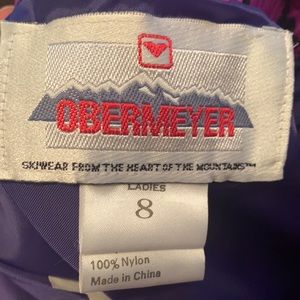 OBERMEYER
SKIWEAR FROM THE HEART OF THE MOUNTAINS™
LADIES
8
100% Nylon
Made in China